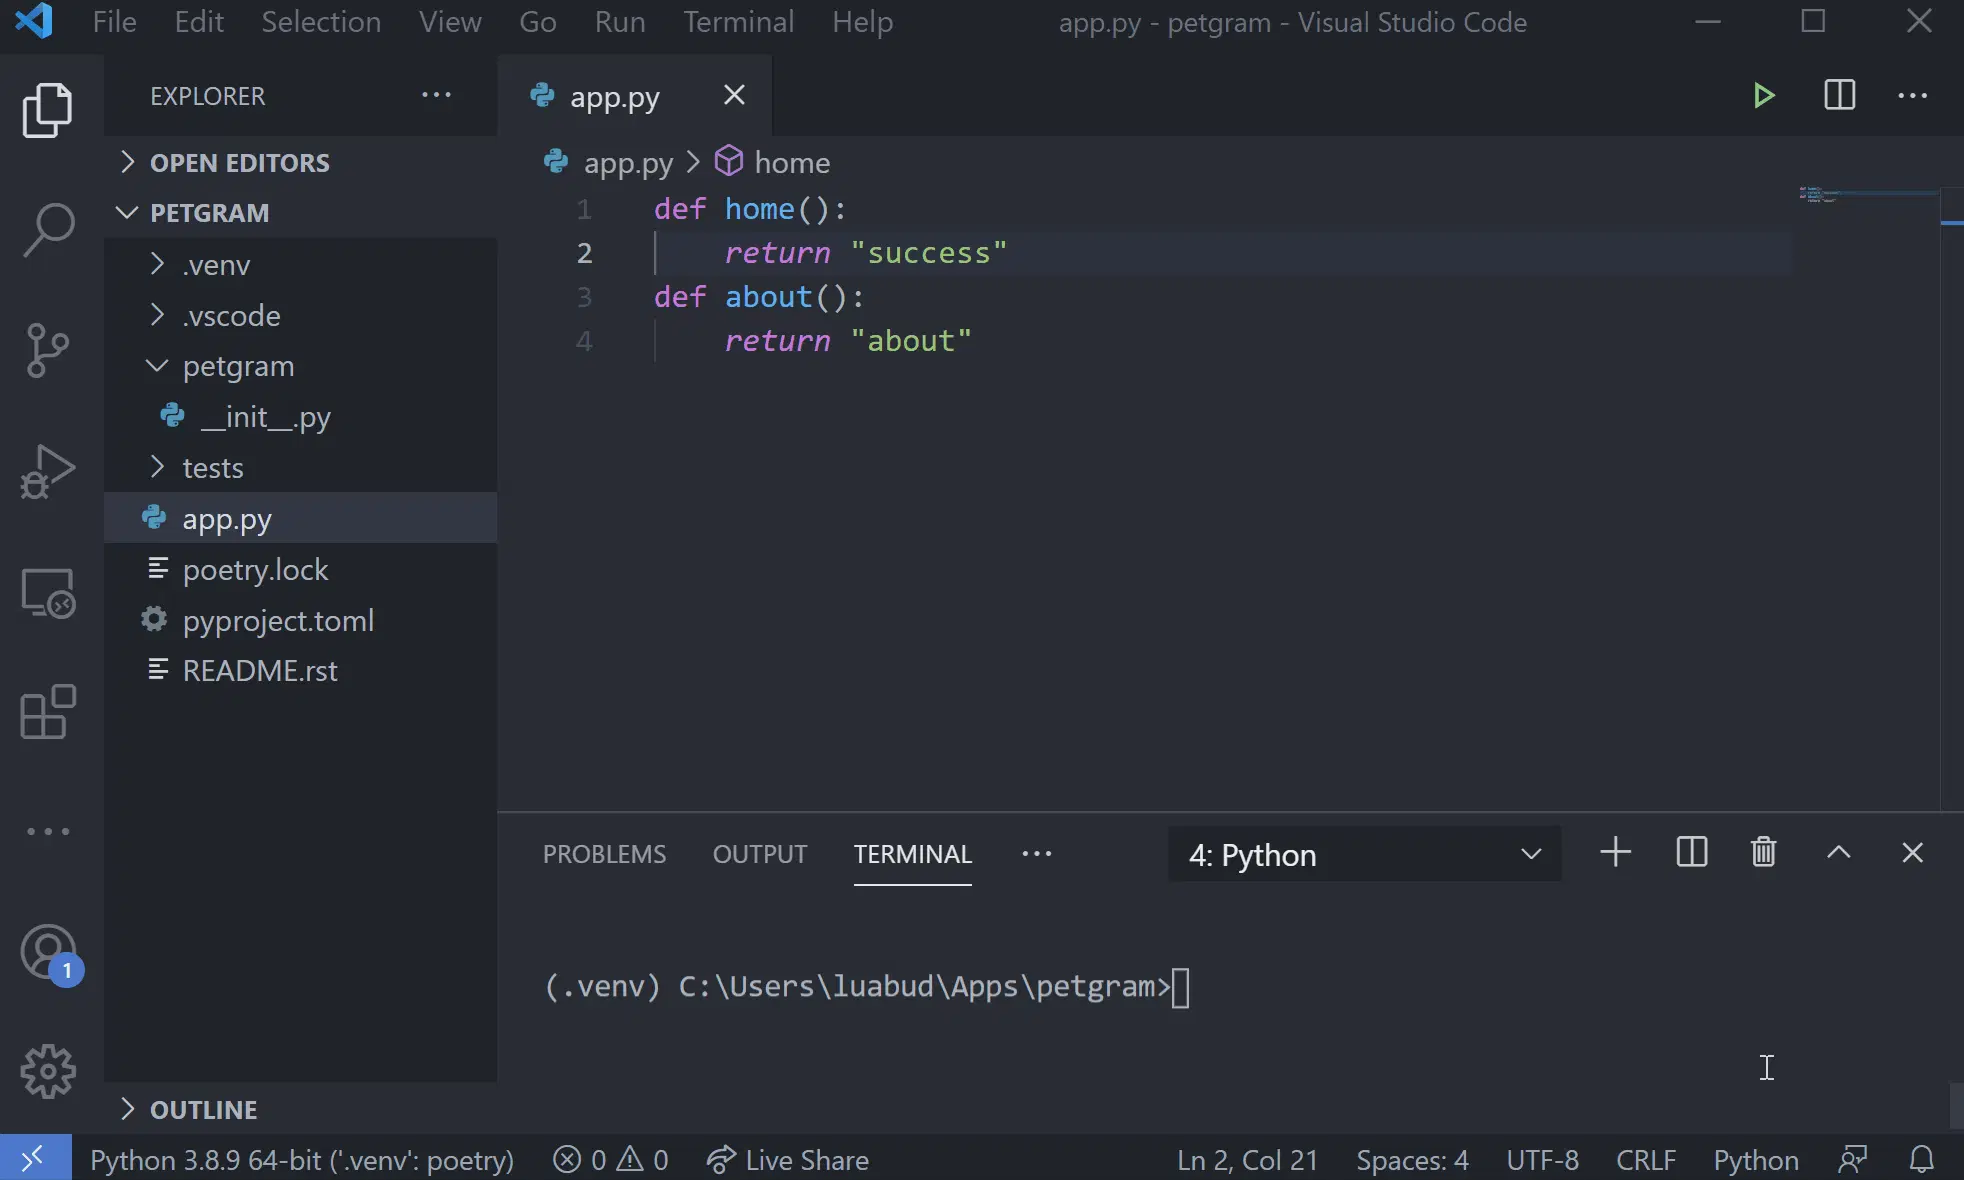 File Edit Selection View Go Run Terminal Help app.py - petgram - Visual Studio Code
EXPLORER
OPEN EDITORS
PETGRAM
.venv
.vscode
petgram
__init__.py
tests
app.py
poetry.lock
pyproject.toml
README.rst
OUTLINE
app.py
app.py > home
1 def home():
2 return "success"
3 def about():
4 return "about"
PROBLEMS OUTPUT TERMINAL 4: Python
(.venv) C:\Users\luabud\Apps\petgram>
1
Python 3.8.9 64-bit ('.venv': poetry) 0 0 Live Share Ln 2, Col 21 Spaces: 4 UTF-8 CRLF Python